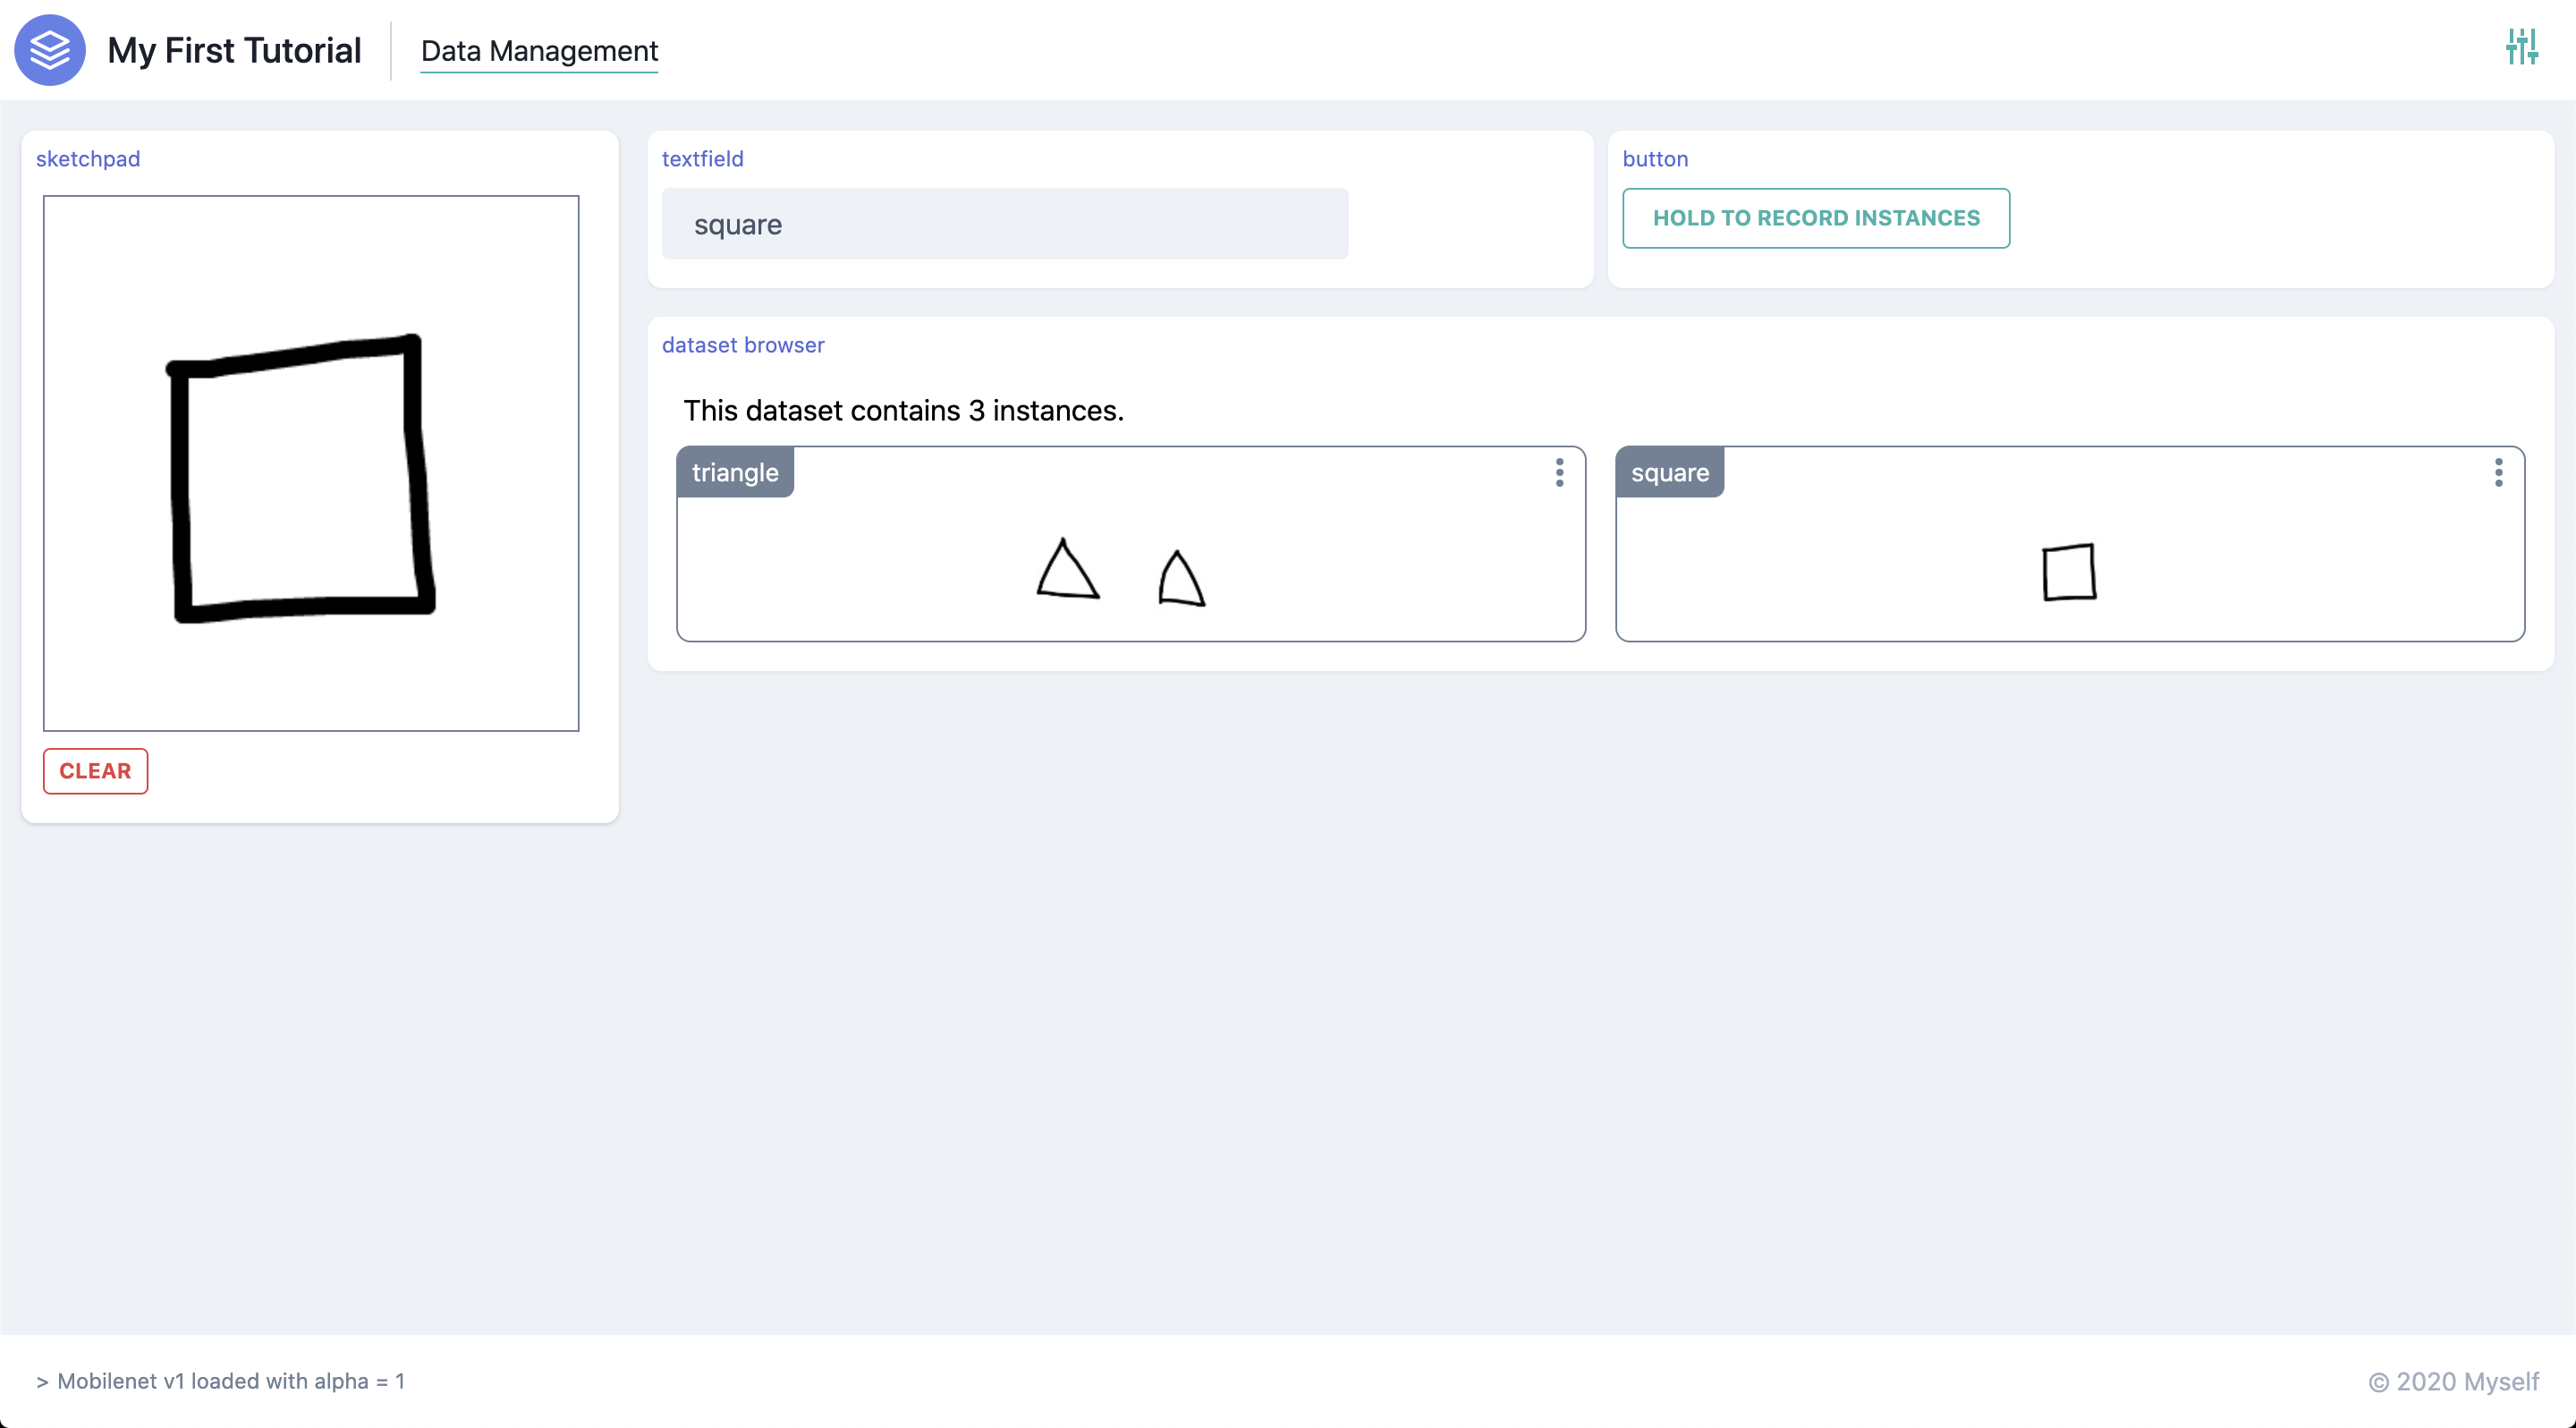 My First Tutorial
Data Management
sketchpad
CLEAR
textfield
square
button
HOLD TO RECORD INSTANCES
dataset browser
This dataset contains 3 instances.
triangle
square
> Mobilenet v1 loaded with alpha = 1
© 2020 Myself